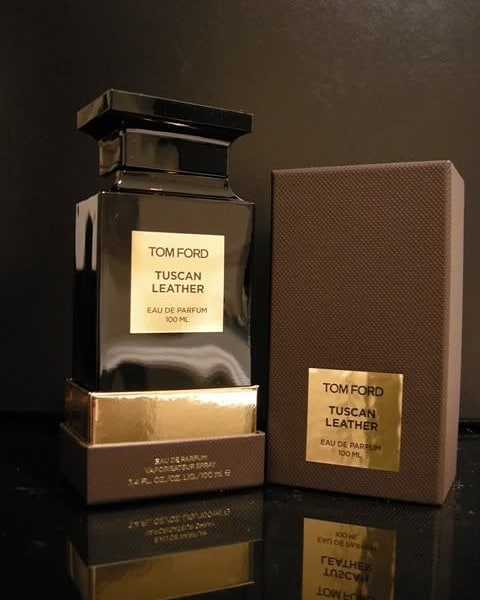 TOM FORD
TUSCAN
LEATHER
EAU DE PARFUM
100 ML
EAU DE PARFUM
VAPORISATEUR SPRAY
3.4 FL. OZ./OZ. LIQ./100 ml ℮
TOM FORD
TUSCAN
LEATHER
EAU DE PARFUM
100 ML